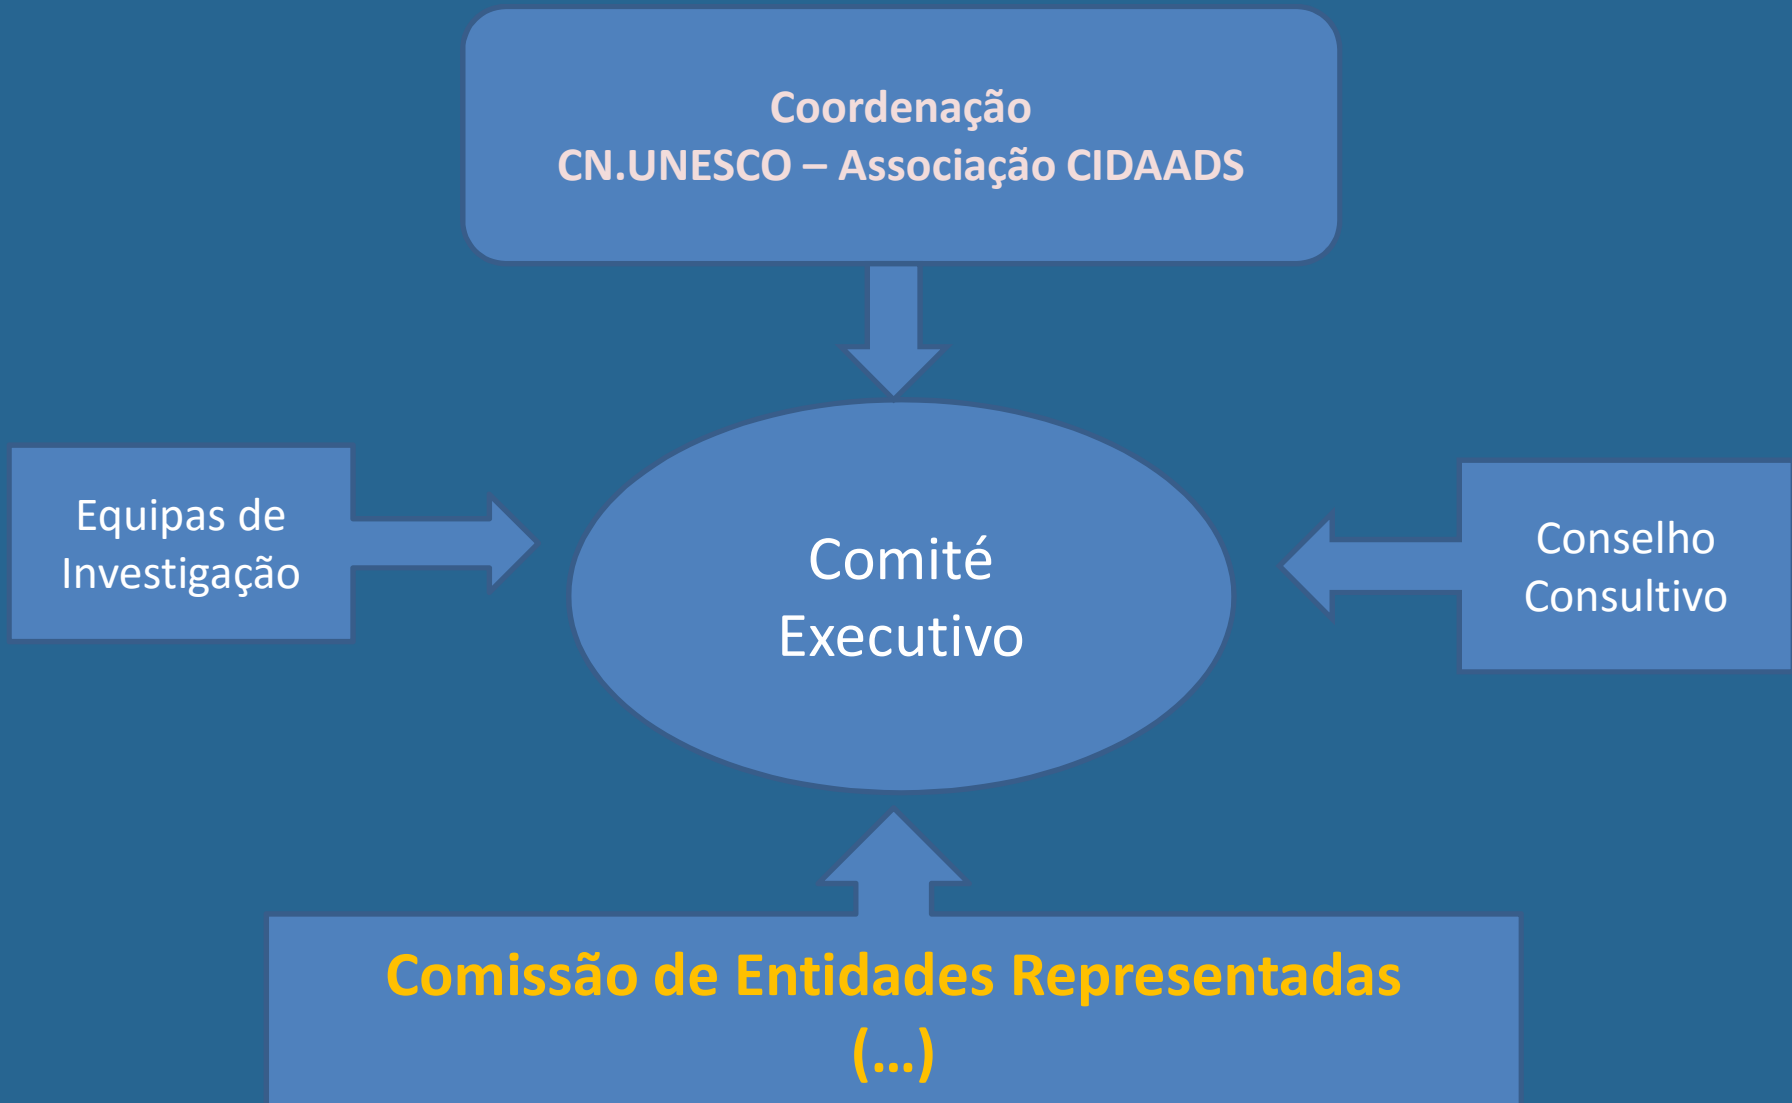 Coordenação
CN.UNESCO – Associação CIDAADS
Equipas de
Investigação
Comité
Executivo
Conselho
Consultivo
Comissão de Entidades Representadas
(...)